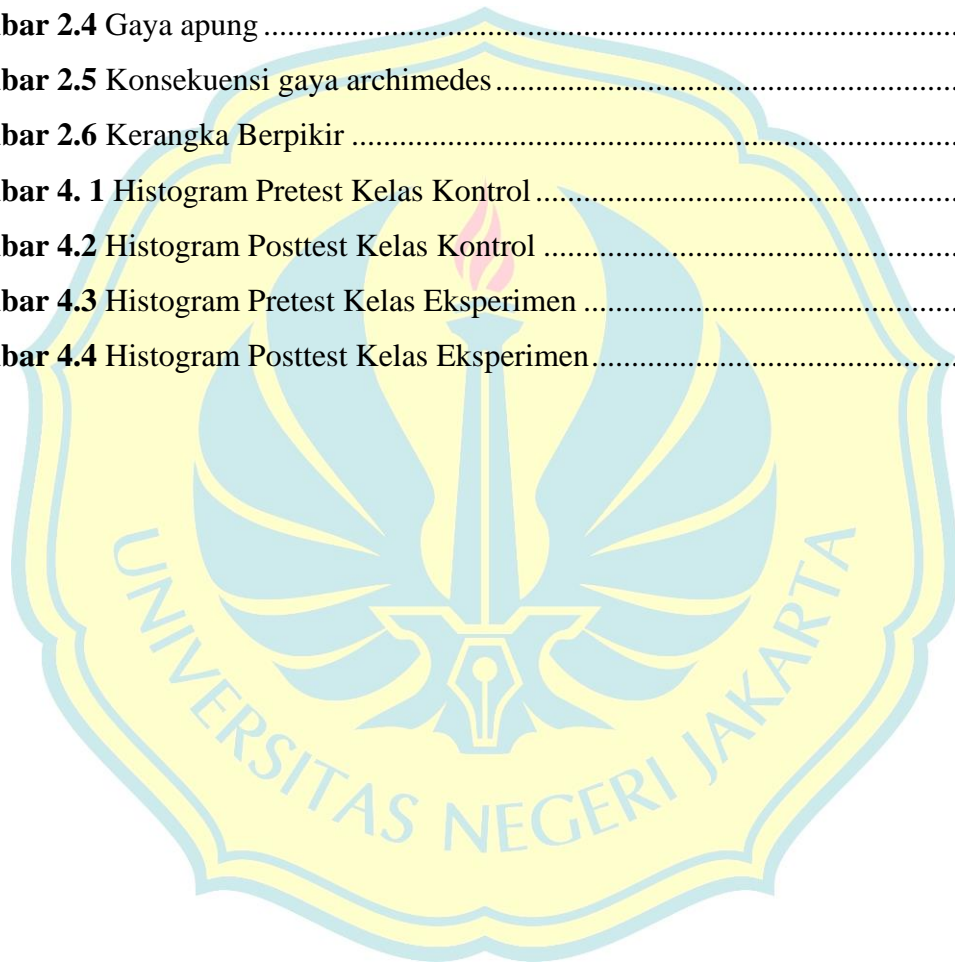 bar 2.4 Gaya apung ....................................................................................
bar 2.5 Konsekuensi gaya archimedes ........................................................
bar 2.6 Kerangka Berpikir ..........................................................................
bar 4. 1 Histogram Pretest Kelas Kontrol ...................................................
bar 4.2 Histogram Posttest Kelas Kontrol ..................................................
bar 4.3 Histogram Pretest Kelas Eksperimen .............................................
bar 4.4 Histogram Posttest Kelas Eksperimen ............................................
UNIVERSITAS NEGERI JAKARTA